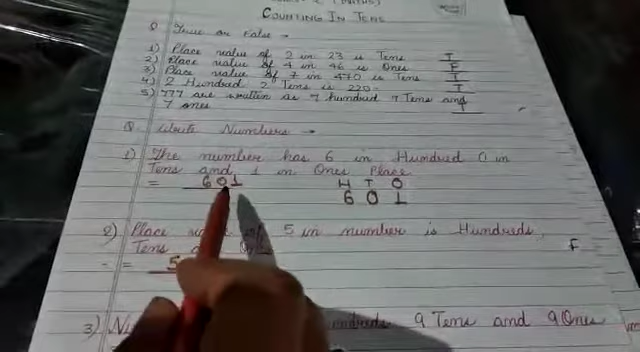 (MATHS)
COUNTING IN TENS
Q True or False →
1) Place value of 2 in 23 is Tens T
2) Place value of 4 in 46 is Ones F
3) Place value of 7 in 470 is Tens T
4) 2 Hundred 2 Tens is 220. T
5) 777 are written as 7 hundred 7 Tens and
7 ones T
Q. Write Numbers →
1) The number has 6 in Hundred 0 in
Tens and 1 in Ones Place
= 601 H T O
6 0 1
2) Place 5 in number is Hundreds,
Tens F
= 5
3) 9 Tens and 9 Ones